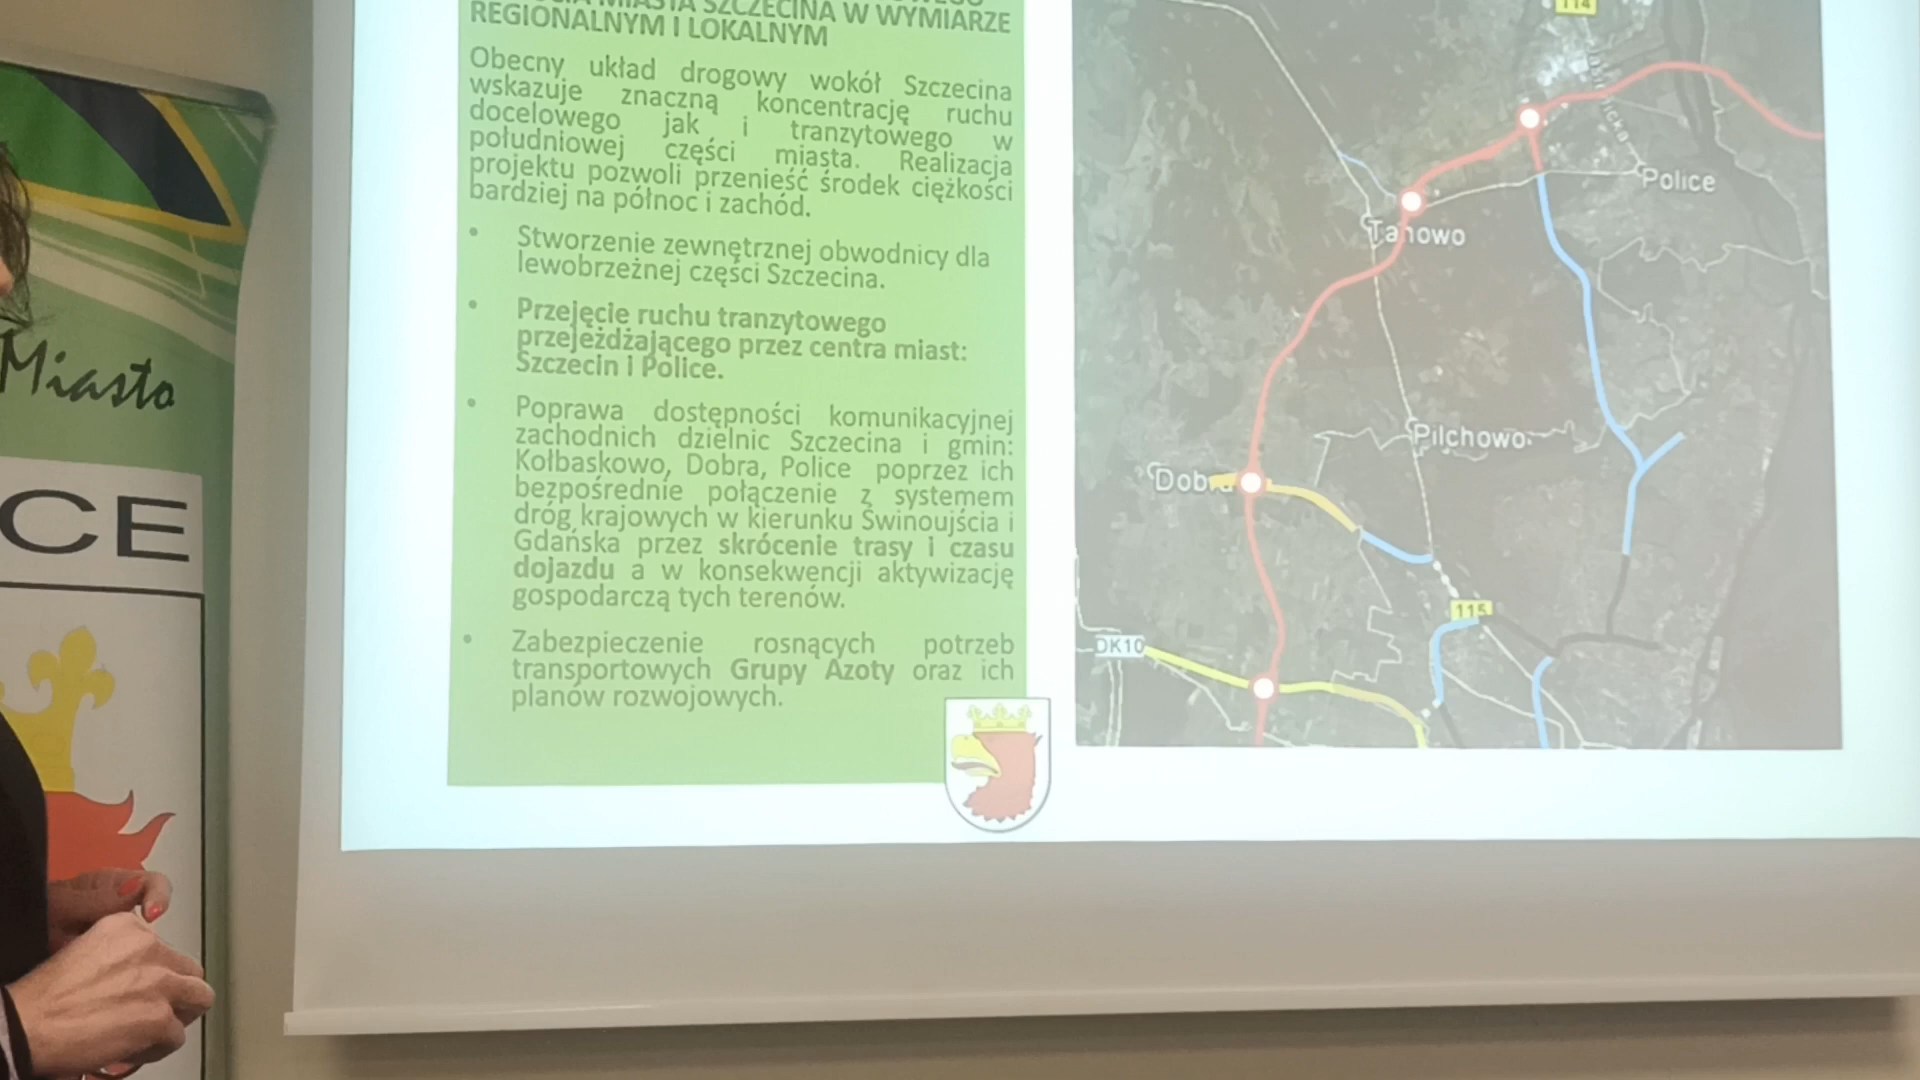 MIASTA SZCZECINA W WYMIARZE
REGIONALNYM I LOKALNYM
Obecny układ drogowy wokół Szczecina
wskazuje znaczną koncentrację ruchu
docelowego jak i tranzytowego w
południowej części miasta. Realizacja
projektu pozwoli przenieść środek ciężkości
bardziej na północ i zachód.
• Stworzenie zewnętrznej obwodnicy dla
lewobrzeżnej części Szczecina.
• Przejęcie ruchu tranzytowego
przejeżdżającego przez centra miast:
Szczecin i Police.
• Poprawa dostępności komunikacyjnej
zachodnich dzielnic Szczecina i gmin:
Kołbaskowo, Dobra, Police poprzez ich
bezpośrednie połączenie z systemem
dróg krajowych w kierunku Świnoujścia i
Gdańska przez skrócenie trasy i czasu
dojazdu a w konsekwencji aktywizację
gospodarczą tych terenów.
• Zabezpieczenie rosnących potrzeb
transportowych Grupy Azoty oraz ich
planów rozwojowych.
114
Police
Tanowo
Pilchowo
Dobra
115
DK10
Miasto
CE